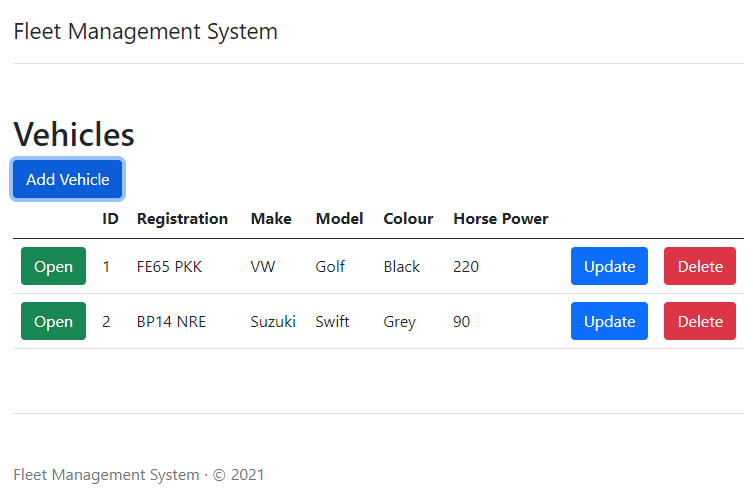 Fleet Management System
Vehicles
Add Vehicle
ID Registration Make Model Colour Horse Power
Open 1 FE65 PKK VW Golf Black 220 Update Delete
Open 2 BP14 NRE Suzuki Swift Grey 90 Update Delete
Fleet Management System · © 2021